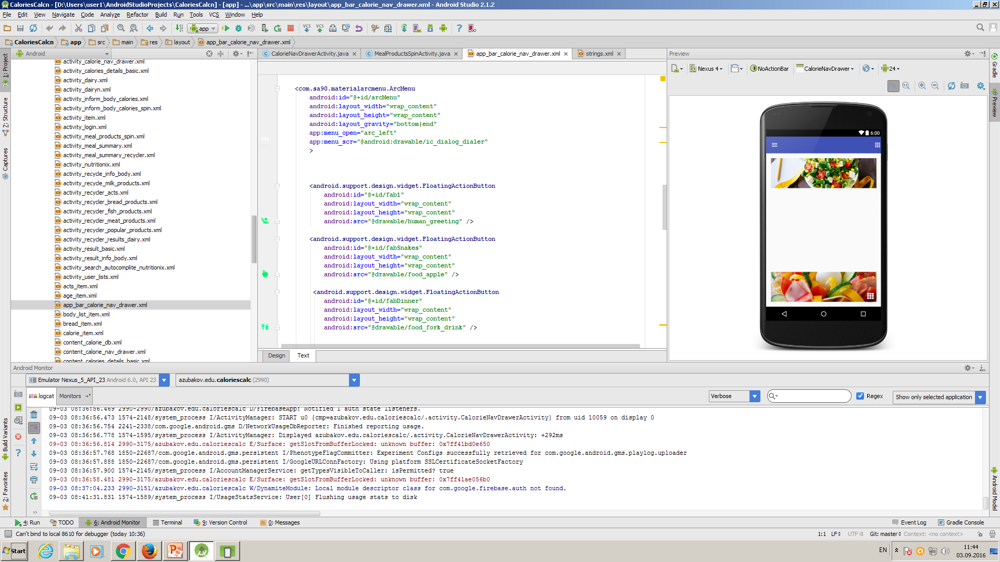 CaloriesCalcn - [D:\Users\user1\AndroidStudioProjects\CaloriesCalcn] - [app] - ...\app\src\main\res\layout\app_bar_calorie_nav_drawer.xml - Android Studio 2.1.2
File Edit View Navigate Code Analyze Refactor Build Run Tools VCS Window Help
app
CaloriesCalcn app src main res layout app_bar_calorie_nav_drawer.xml
Android
CalorieNavDrawerActivity.java MealProductsSpinActivity.java app_bar_calorie_nav_drawer.xml strings.xml
Preview
1: Project
Z: Structure
Captures
Build Variants
2: Favorites
activity_calorie_nav_drawer.xml
activity_calories_details_basic.xml
activity_dairy.xml
activity_dairyn.xml
activity_inform_body_calories.xml
activity_inform_body_calories_spin.xml
activity_item.xml
activity_login.xml
activity_meal_products_spin.xml
activity_meal_summary.xml
activity_meal_summary_recycler.xml
activity_nutritionix.xml
activity_recycle_info_body.xml
activity_recycle_milk_products.xml
activity_recycler_acts.xml
activity_recycler_bread_products.xml
activity_recycler_fish_products.xml
activity_recycler_meat_products.xml
activity_recycler_popular_products.xml
activity_recycler_results_dairy.xml
activity_result_basic.xml
activity_result_info_body.xml
activity_search_autocomplite_nutritionix.xml
activity_user_lists.xml
acts_item.xml
age_item.xml
app_bar_calorie_nav_drawer.xml
body_list_item.xml
bread_item.xml
calorie_item.xml
content_calorie_db.xml
content_calorie_nav_drawer.xml
content_calories_details_basic.xml
<com.sa90.materialarcmenu.ArcMenu
android:id="@+id/arcMenu"
android:layout_width="wrap_content"
android:layout_height="wrap_content"
android:layout_gravity="bottom|end"
app:menu_open="arc_left"
app:menu_scr="@android:drawable/ic_dialog_dialer"
>
<android.support.design.widget.FloatingActionButton
android:id="@+id/fab1"
android:layout_width="wrap_content"
android:layout_height="wrap_content"
android:src="@drawable/human_greeting" />
<android.support.design.widget.FloatingActionButton
android:id="@+id/fabSnakes"
android:layout_width="wrap_content"
android:layout_height="wrap_content"
android:src="@drawable/food_apple" />
<android.support.design.widget.FloatingActionButton
android:id="@+id/fabDinner"
android:layout_width="wrap_content"
android:layout_height="wrap_content"
android:src="@drawable/food_fork_drink" />
Design Text
Nexus 4 NoActionBar CalorieNavDrawer 24
6:00
Gradle
Preview
Android Model
Android Monitor
Emulator Nexus_5_API_23 Android 6.0, API 23 azubakov.edu.caloriescalc (2990)
logcat Monitors Verbose Regex Show only selected application
09-03 08:36:56.469 2990-2990/azubakov.edu.caloriescalc D/FirebaseApp: Notified 1 auth state listeners.
09-03 08:36:56.473 1574-2148/system_process I/ActivityManager: START u0 {cmp=azubakov.edu.caloriescalc/.activity.CalorieNavDrawerActivity} from uid 10059 on display 0
09-03 08:36:56.754 2241-2338/com.google.android.gms D/NetworkUsageDbReporter: Finished reporting usage.
09-03 08:36:56.778 1574-1595/system_process I/ActivityManager: Displayed azubakov.edu.caloriescalc/.activity.CalorieNavDrawerActivity: +292ms
09-03 08:36:56.814 2990-3175/azubakov.edu.caloriescalc E/Surface: getSlotFromBufferLocked: unknown buffer: 0x7ff41bd0e650
09-03 08:36:57.768 1850-22687/com.google.android.gms.persistent I/PhenotypeFlagCommitter: Experiment Configs successfully retrieved for com.google.android.gms.playlog.uploader
09-03 08:36:57.888 1850-22687/com.google.android.gms.persistent I/GoogleURLConnFactory: Using platform SSLCertificateSocketFactory
09-03 08:36:57.900 1574-2145/system_process I/AccountManagerService: getTypesVisibleToCaller: isPermitted? true
09-03 08:36:58.481 2990-3175/azubakov.edu.caloriescalc E/Surface: getSlotFromBufferLocked: unknown buffer: 0x7ff41ae056b0
09-03 08:37:04.233 2990-3151/azubakov.edu.caloriescalc W/DynamiteModule: Local module descriptor class for com.google.firebase.auth not found.
09-03 08:41:31.831 1574-1589/system_process I/UsageStatsService: User[0] Flushing usage stats to disk
4: Run TODO 6: Android Monitor Terminal 9: Version Control 0: Messages Event Log Gradle Console
Can't bind to local 8610 for debugger (today 10:36) 1:1 LF UTF-8 Git: master Context: <no context>
Start EN 11:44
03.09.2016